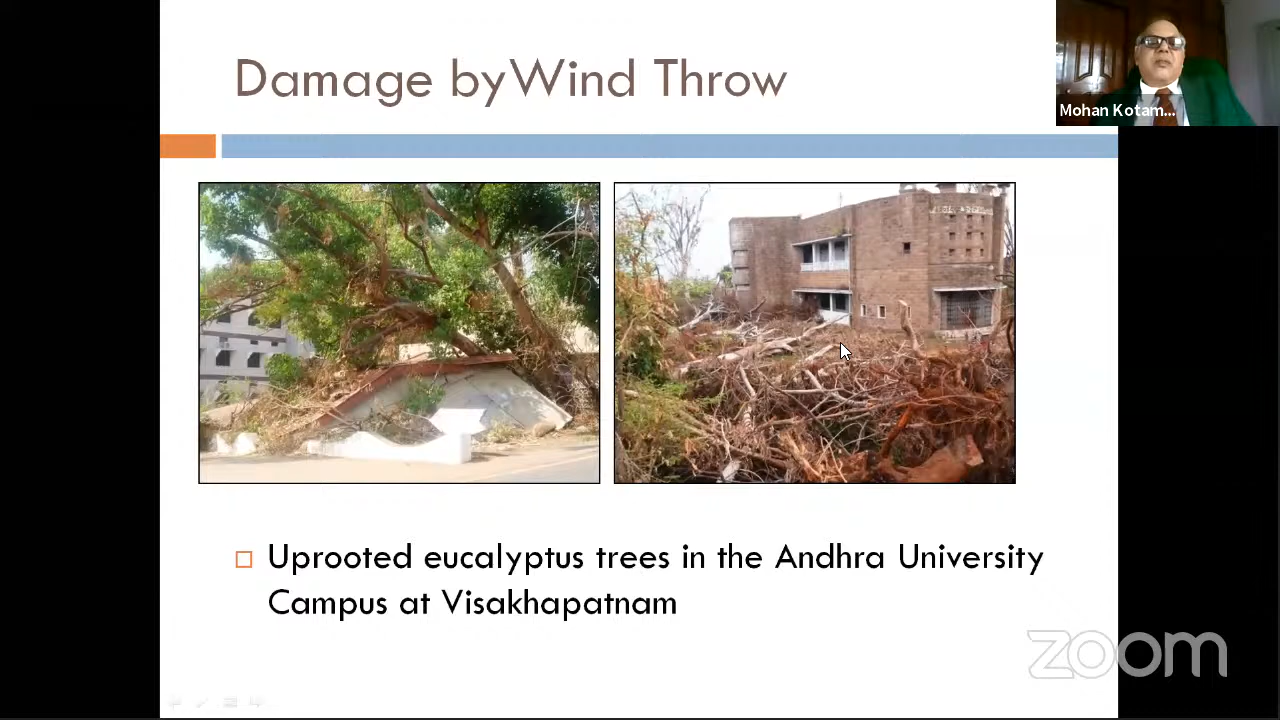 Damage by Wind Throw
Mohan Kotam...
Uprooted eucalyptus trees in the Andhra University
Campus at Visakhapatnam
zoom